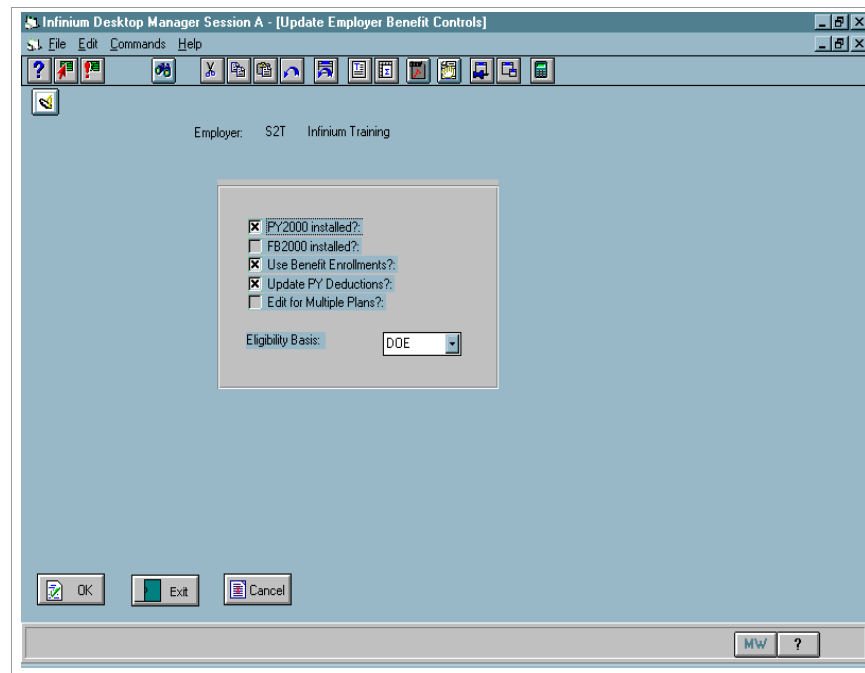 Infinium Desktop Manager Session A - [Update Employer Benefit Controls]
File Edit Commands Help
Employer: S2T Infinium Training
PY2000 installed?:
FB2000 installed?:
Use Benefit Enrollments?:
Update PY Deductions?:
Edit for Multiple Plans?:
Eligibility Basis: DOE
OK Exit Cancel
MW ?